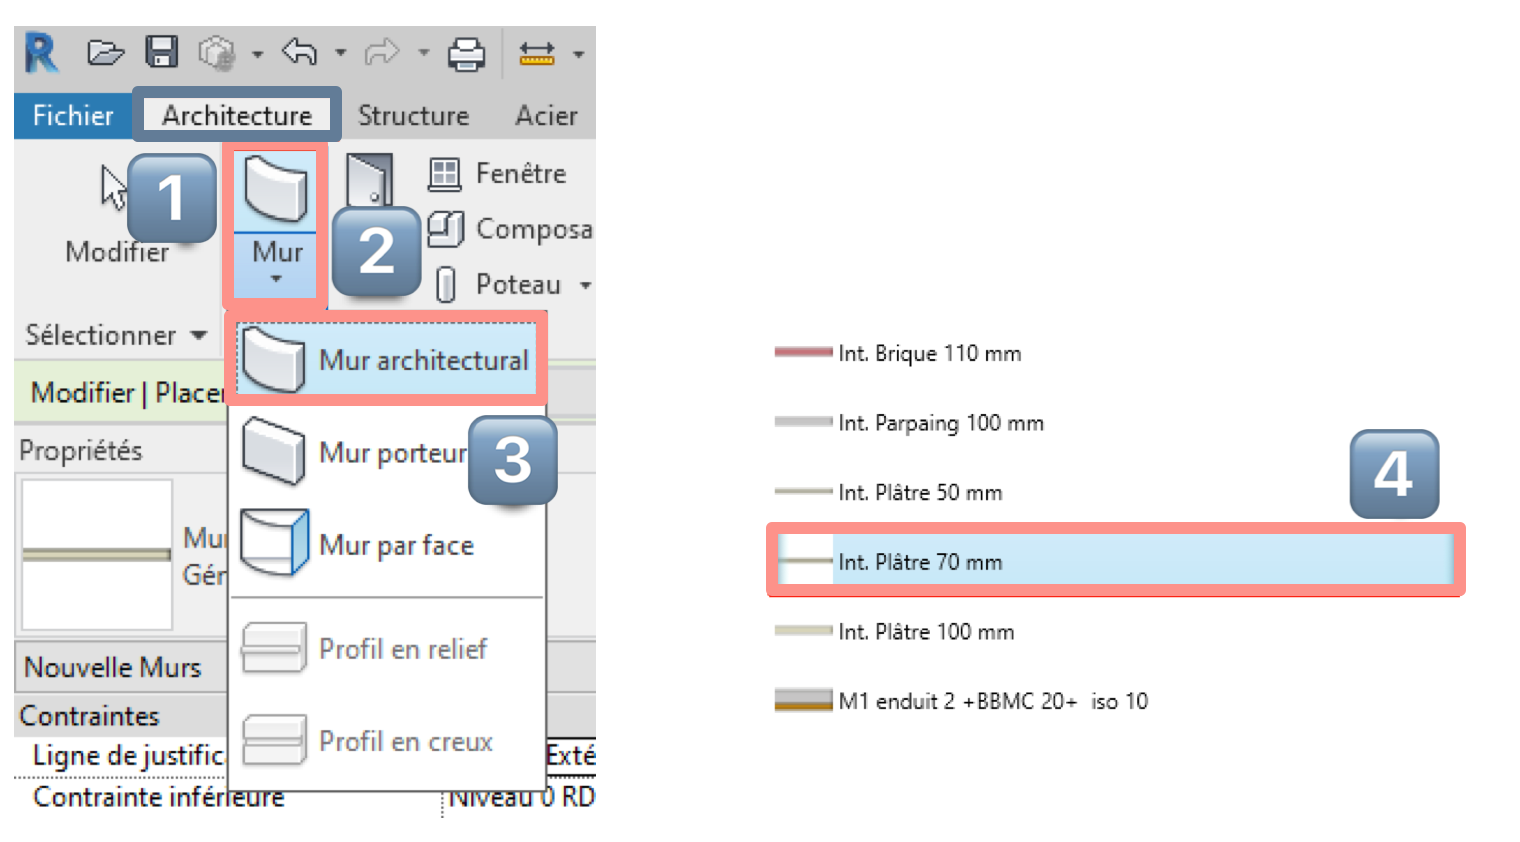 Fichier Architecture Structure Acier
1
Modifier
Mur
2
Fenêtre
Composa
Poteau
Sélectionner
Mur architectural
Modifier | Placer
3
Propriétés
Mur porteur
Mur par face
Mu
Gér
Profil en relief
Nouvelle Murs
Contraintes
Profil en creux
Ligne de justific
Exté
Contrainte inférieure
Niveau 0 RD
Int. Brique 110 mm
Int. Parpaing 100 mm
4
Int. Plâtre 50 mm
Int. Plâtre 70 mm
Int. Plâtre 100 mm
M1 enduit 2 +BBMC 20+ iso 10